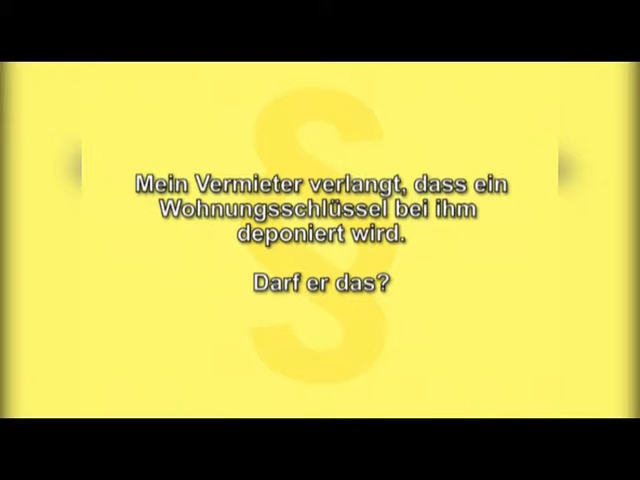 Mein Vermieter verlangt, dass ein
Wohnungsschlüssel bei ihm
deponiert wird.
Darf er das?